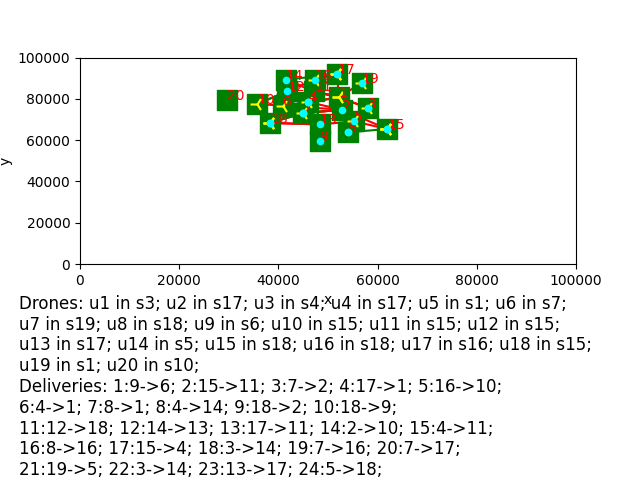 100000
80000
60000
40000
20000
0
y
20
17
19
15
0 20000 40000 60000 80000 100000
x
Drones: u1 in s3; u2 in s17; u3 in s4; u4 in s17; u5 in s1; u6 in s7;
u7 in s19; u8 in s18; u9 in s6; u10 in s15; u11 in s15; u12 in s15;
u13 in s17; u14 in s5; u15 in s18; u16 in s18; u17 in s16; u18 in s15;
u19 in s1; u20 in s10;
Deliveries: 1:9->6; 2:15->11; 3:7->2; 4:17->1; 5:16->10;
6:4->1; 7:8->1; 8:4->14; 9:18->2; 10:18->9;
11:12->18; 12:14->13; 13:17->11; 14:2->10; 15:4->11;
16:8->16; 17:15->4; 18:3->14; 19:7->16; 20:7->17;
21:19->5; 22:3->14; 23:13->17; 24:5->18;